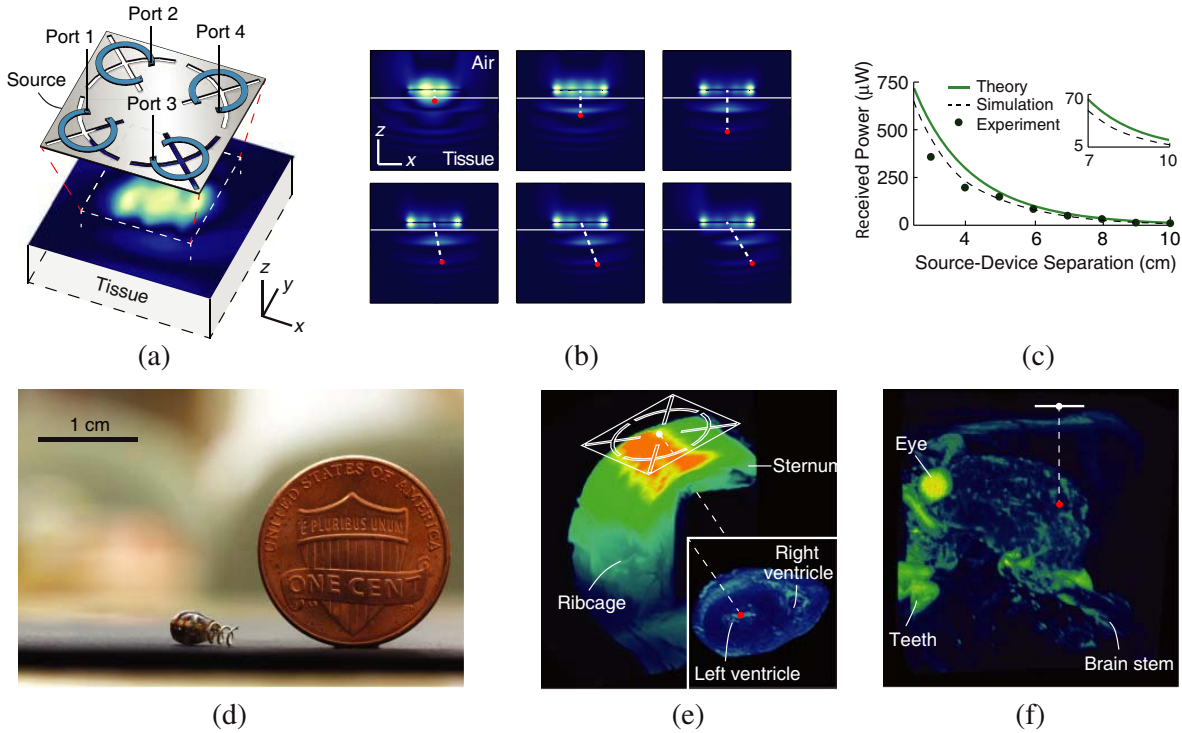 Port 2
Port 1
Port 4
Source
Port 3
Tissue
z
y
x
(a)
Air
z
x
Tissue
(b)
Received Power (µW)
750
500
250
0
4
6
8
10
Source-Device Separation (cm)
Theory
Simulation
Experiment
70
5
7
10
(c)
1 cm
UNITED STATES OF AMERICA
E PLURIBUS UNUM
ONE CENT
(d)
Sternum
Ribcage
Right
ventricle
Left ventricle
(e)
Eye
Teeth
Brain stem
(f)